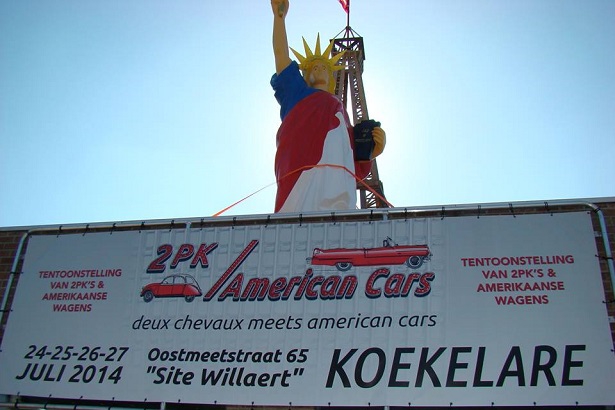 TENTOONSTELLING
VAN 2PK'S &
AMERIKAANSE
WAGENS
2PK / American Cars
deux chevaux meets american cars
TENTOONSTELLING
VAN 2PK'S &
AMERIKAANSE
WAGENS
24-25-26-27
JULI 2014
Oostmeetstraat 65
"Site Willaert"
KOEKELARE